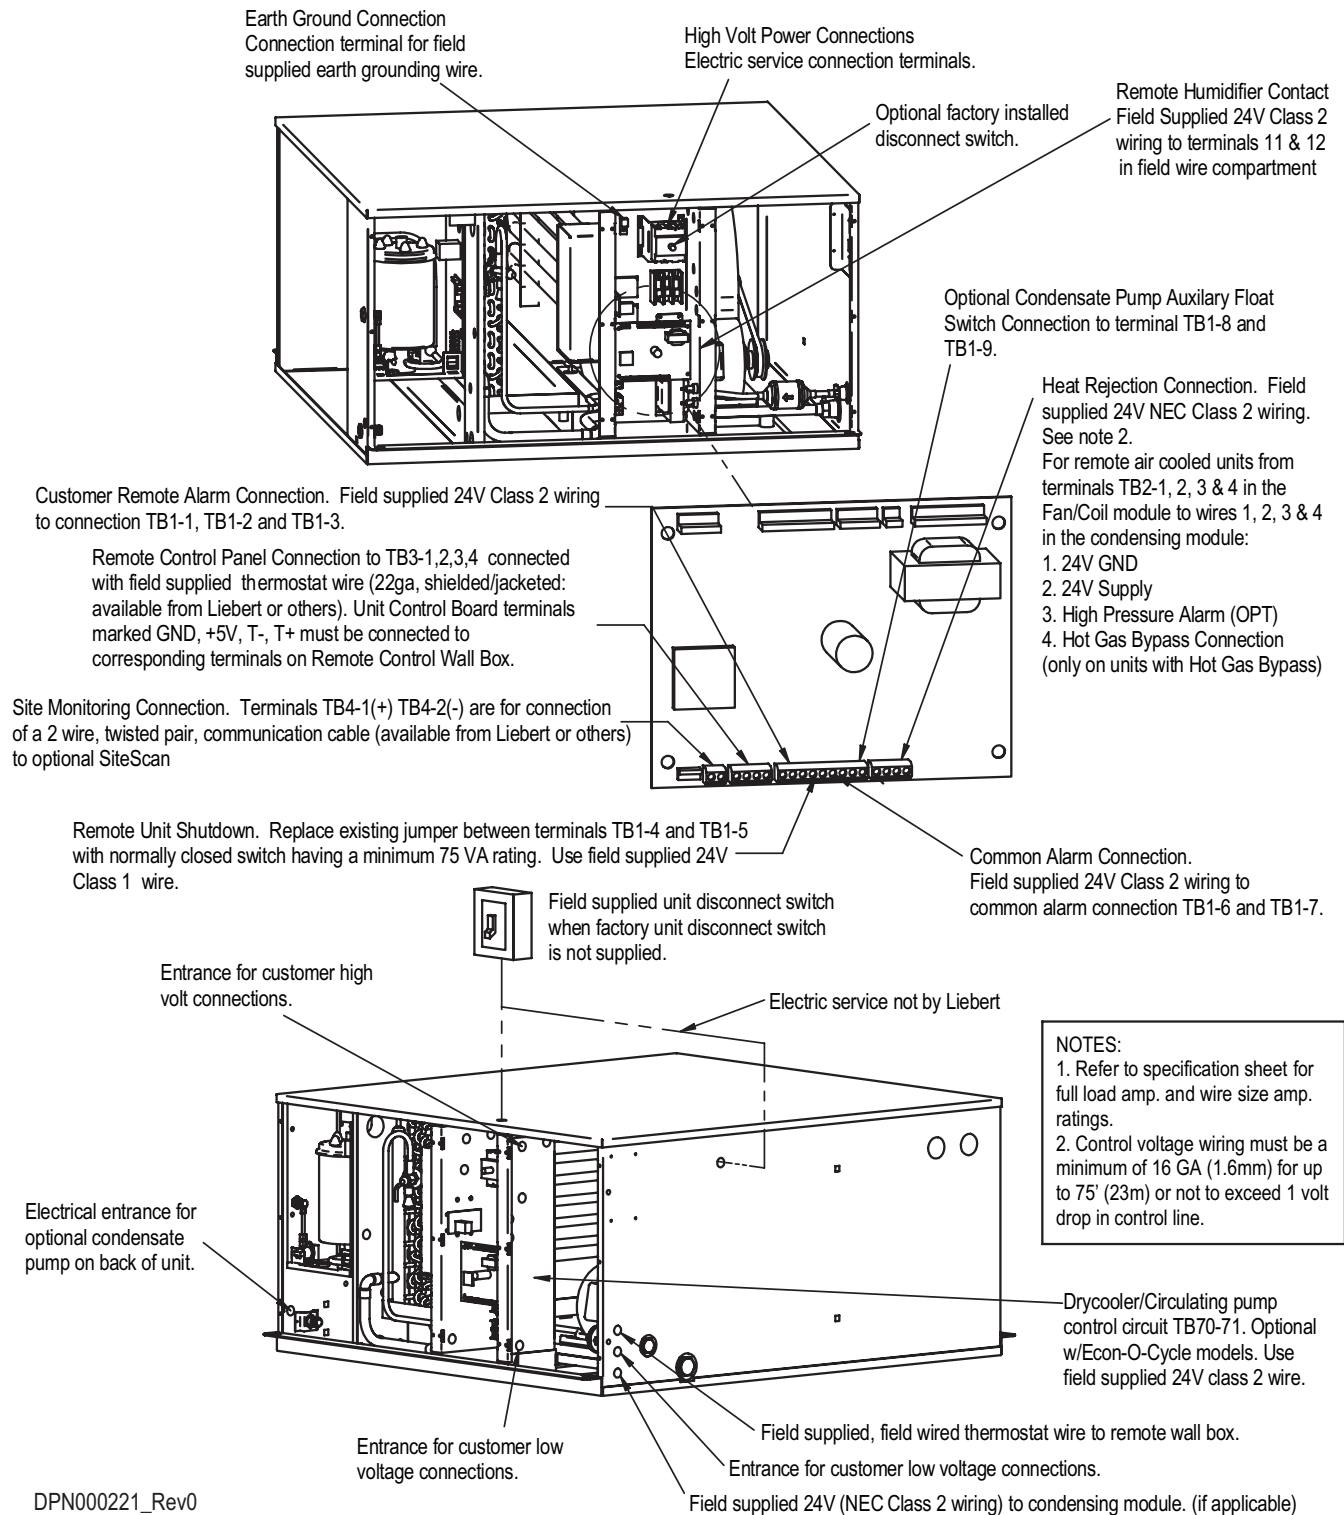 Earth Ground Connection
Connection terminal for field
supplied earth grounding wire.
High Volt Power Connections
Electric service connection terminals.
Optional factory installed
disconnect switch.
Remote Humidifier Contact
Field Supplied 24V Class 2
wiring to terminals 11 & 12
in field wire compartment
Optional Condensate Pump Auxilary Float
Switch Connection to terminal TB1-8 and
TB1-9.
Heat Rejection Connection. Field
supplied 24V NEC Class 2 wiring.
See note 2.
For remote air cooled units from
terminals TB2-1, 2, 3 & 4 in the
Fan/Coil module to wires 1, 2, 3 & 4
in the condensing module:
1. 24V GND
2. 24V Supply
3. High Pressure Alarm (OPT)
4. Hot Gas Bypass Connection
(only on units with Hot Gas Bypass)
Customer Remote Alarm Connection. Field supplied 24V Class 2 wiring
to connection TB1-1, TB1-2 and TB1-3.
Remote Control Panel Connection to TB3-1,2,3,4 connected
with field supplied thermostat wire (22ga, shielded/jacketed:
available from Liebert or others). Unit Control Board terminals
marked GND, +5V, T-, T+ must be connected to
corresponding terminals on Remote Control Wall Box.
Site Monitoring Connection. Terminals TB4-1(+) TB4-2(-) are for connection
of a 2 wire, twisted pair, communication cable (available from Liebert or others)
to optional SiteScan
Remote Unit Shutdown. Replace existing jumper between terminals TB1-4 and TB1-5
with normally closed switch having a minimum 75 VA rating. Use field supplied 24V
Class 1 wire.
Common Alarm Connection.
Field supplied 24V Class 2 wiring to
common alarm connection TB1-6 and TB1-7.
Field supplied unit disconnect switch
when factory unit disconnect switch
is not supplied.
Entrance for customer high
volt connections.
Electric service not by Liebert
NOTES:
1. Refer to specification sheet for
full load amp. and wire size amp.
ratings.
2. Control voltage wiring must be a
minimum of 16 GA (1.6mm) for up
to 75' (23m) or not to exceed 1 volt
drop in control line.
Electrical entrance for
optional condensate
pump on back of unit.
Drycooler/Circulating pump
control circuit TB70-71. Optional
w/Econ-O-Cycle models. Use
field supplied 24V class 2 wire.
Entrance for customer low
voltage connections.
Field supplied, field wired thermostat wire to remote wall box.
Entrance for customer low voltage connections.
Field supplied 24V (NEC Class 2 wiring) to condensing module. (if applicable)
DPN000221_Rev0